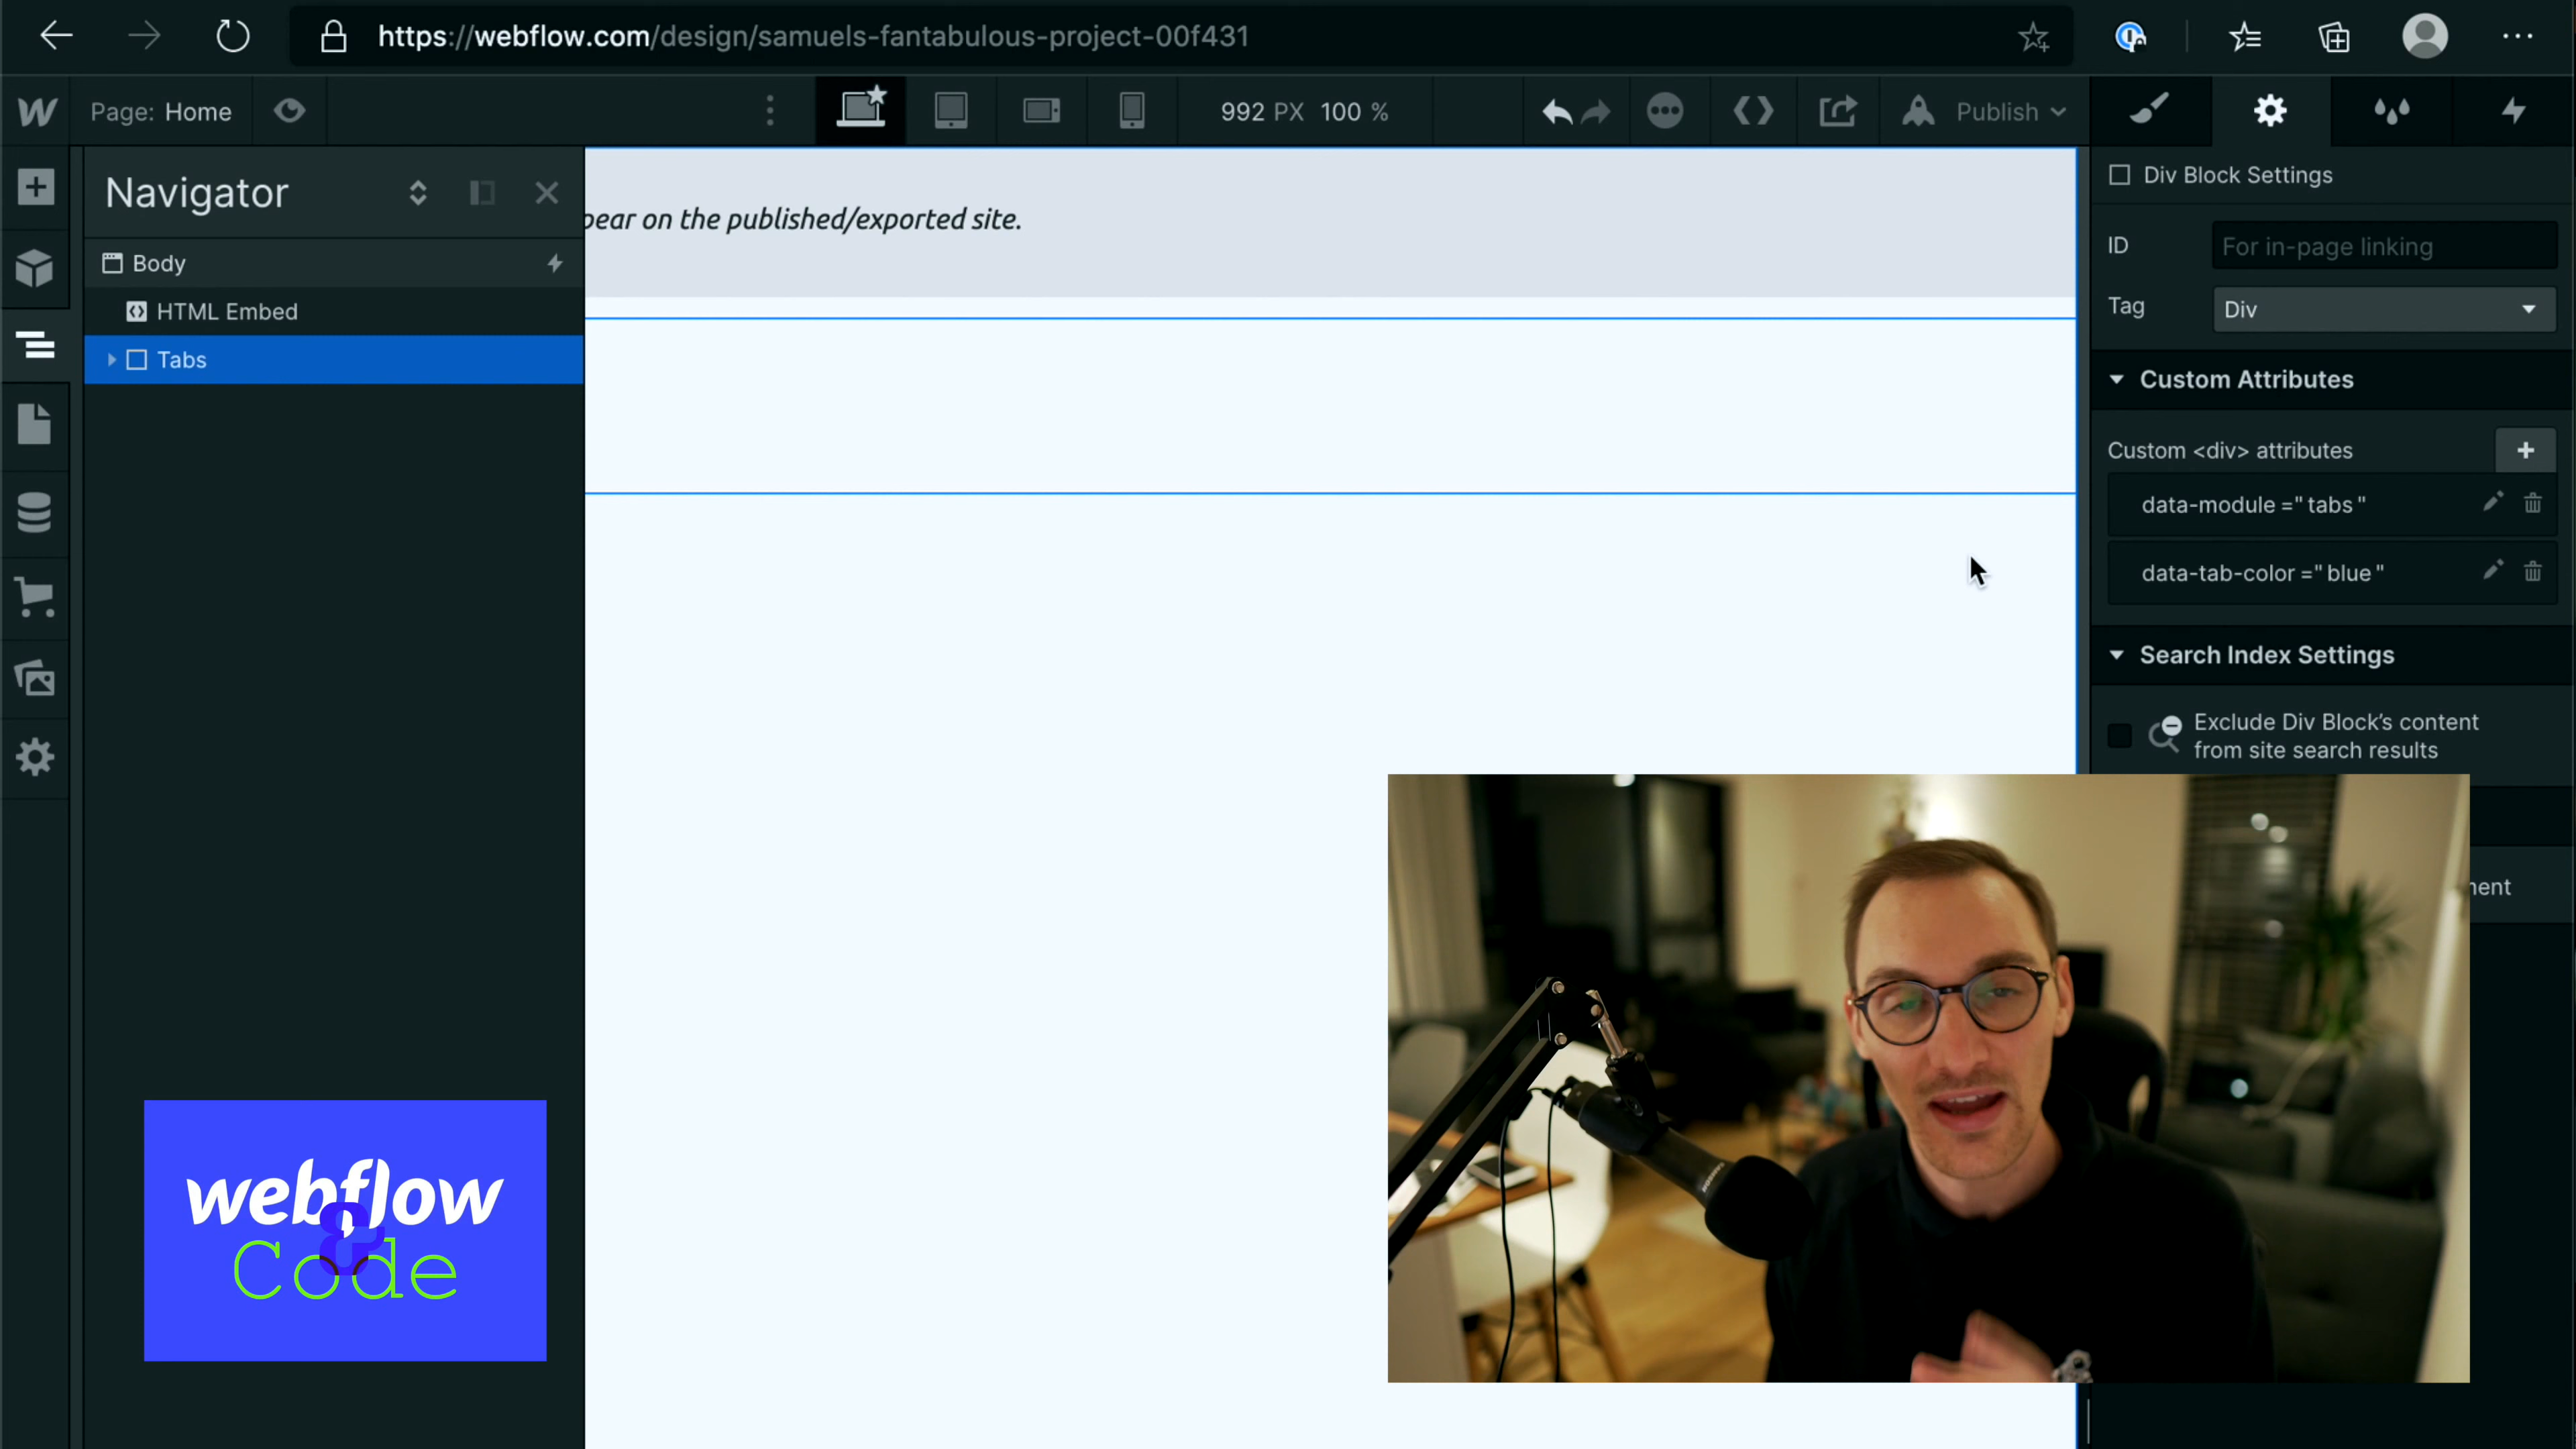 https://webflow.com/design/samuels-fantabulous-project-00f431
Page: Home
992 PX 100 %
Publish
Navigator
Body
HTML Embed
Tabs
pear on the published/exported site.
Div Block Settings
ID
For in-page linking
Tag
Div
Custom Attributes
Custom <div> attributes
data-module =" tabs "
data-tab-color =" blue "
Search Index Settings
Exclude Div Block's content
from site search results
nent
webflow
&
Code